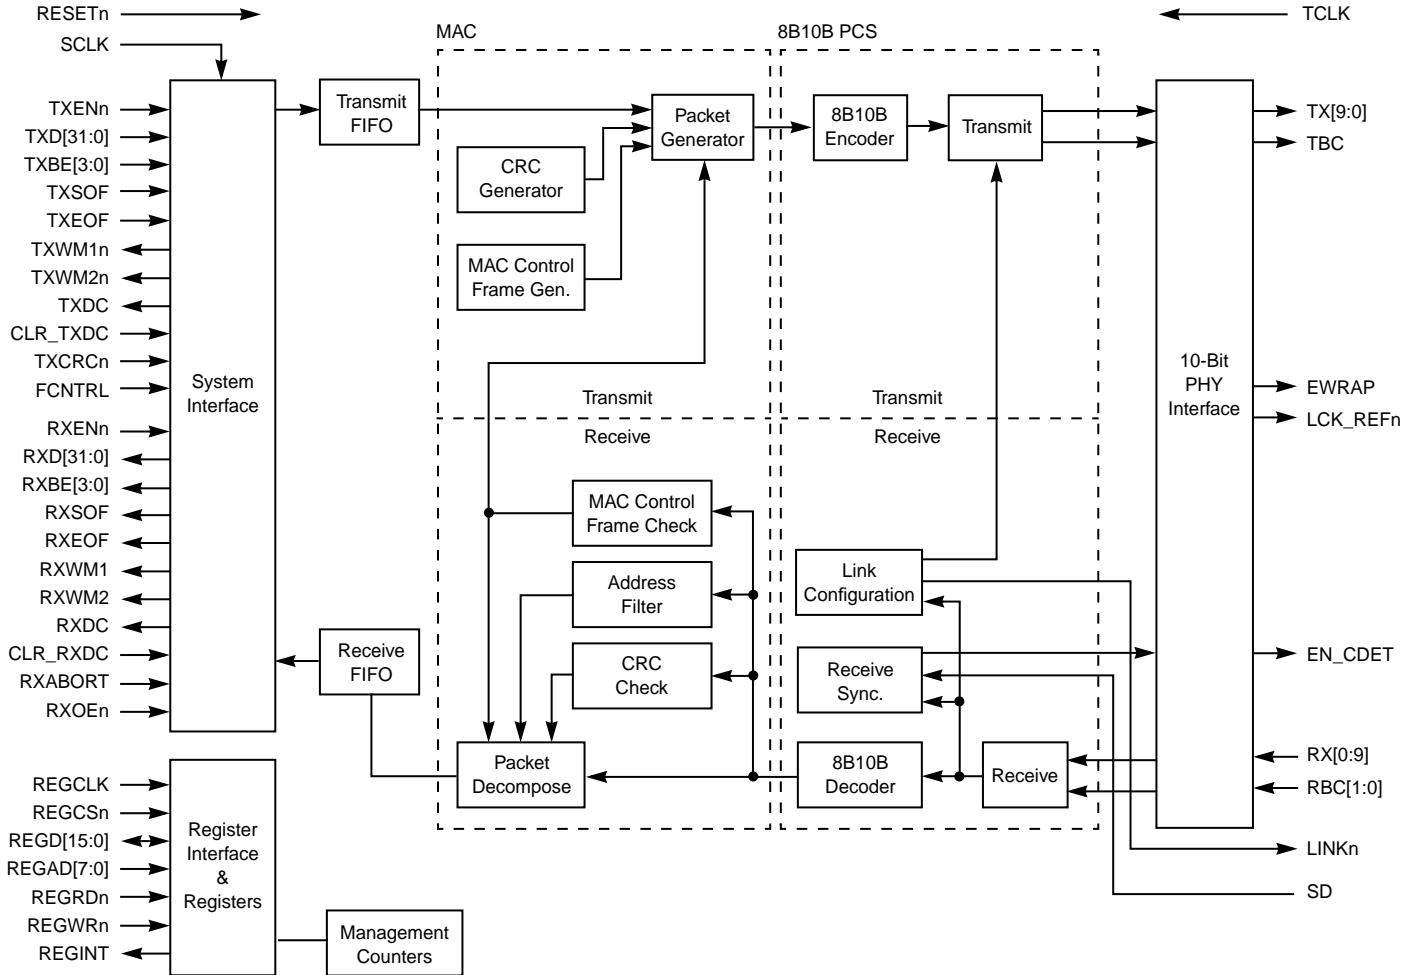 RESETn
SCLK
TXENn
TXD[31:0]
TXBE[3:0]
TXSOF
TXEOF
TXWM1n
TXWM2n
TXDC
CLR_TXDC
TXCRCn
FCNTRL
RXENn
RXD[31:0]
RXBE[3:0]
RXSOF
RXEOF
RXWM1
RXWM2
RXDC
CLR_RXDC
RXABORT
RXOEn
REGCLK
REGCSn
REGD[15:0]
REGAD[7:0]
REGRDn
REGWRn
REGINT
System
Interface
Register
Interface
&
Registers
Management
Counters
Transmit
FIFO
Receive
FIFO
MAC
Packet
Generator
CRC
Generator
MAC Control
Frame Gen.
Transmit
Receive
MAC Control
Frame Check
Address
Filter
CRC
Check
Packet
Decompose
8B10B PCS
8B10B
Encoder
Transmit
Transmit
Receive
Link
Configuration
Receive
Sync.
8B10B
Decoder
Receive
10-Bit
PHY
Interface
TCLK
TX[9:0]
TBC
EWRAP
LCK_REFn
EN_CDET
RX[0:9]
RBC[1:0]
LINKn
SD